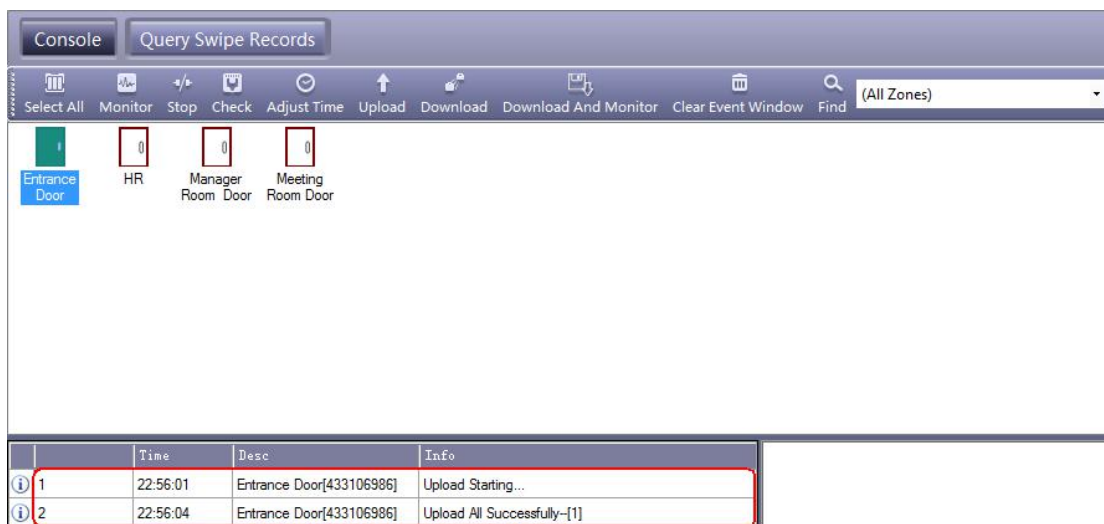 Console Query Swipe Records
Select All Monitor Stop Check Adjust Time Upload Download Download And Monitor Clear Event Window Find (All Zones)
Entrance Door
HR
Manager Room Door
Meeting Room Door
Time Desc Info
1 22:56:01 Entrance Door[433106986] Upload Starting...
2 22:56:04 Entrance Door[433106986] Upload All Successfully--[1]